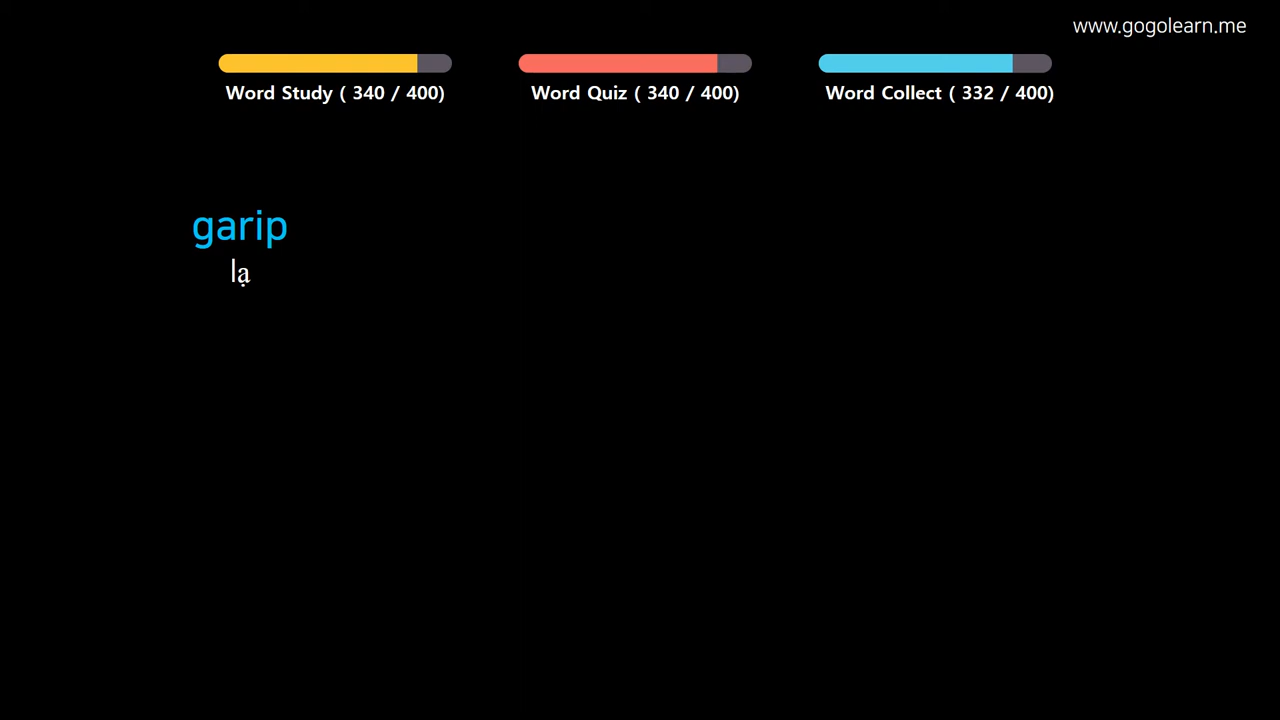 www.gogolearn.me
Word Study ( 340 / 400)
Word Quiz ( 340 / 400)
Word Collect ( 332 / 400)
garip
lạ